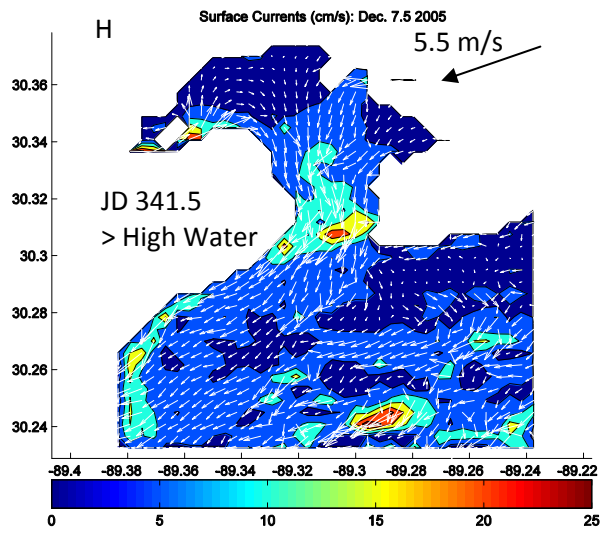 Surface Currents (cm/s): Dec. 7.5 2005
H
5.5 m/s
30.36
30.34
JD 341.5
> High Water
30.32
30.3
30.28
30.26
30.24
-89.4 -89.38 -89.36 -89.34 -89.32 -89.3 -89.28 -89.26 -89.24 -89.22
0 5 10 15 20 25